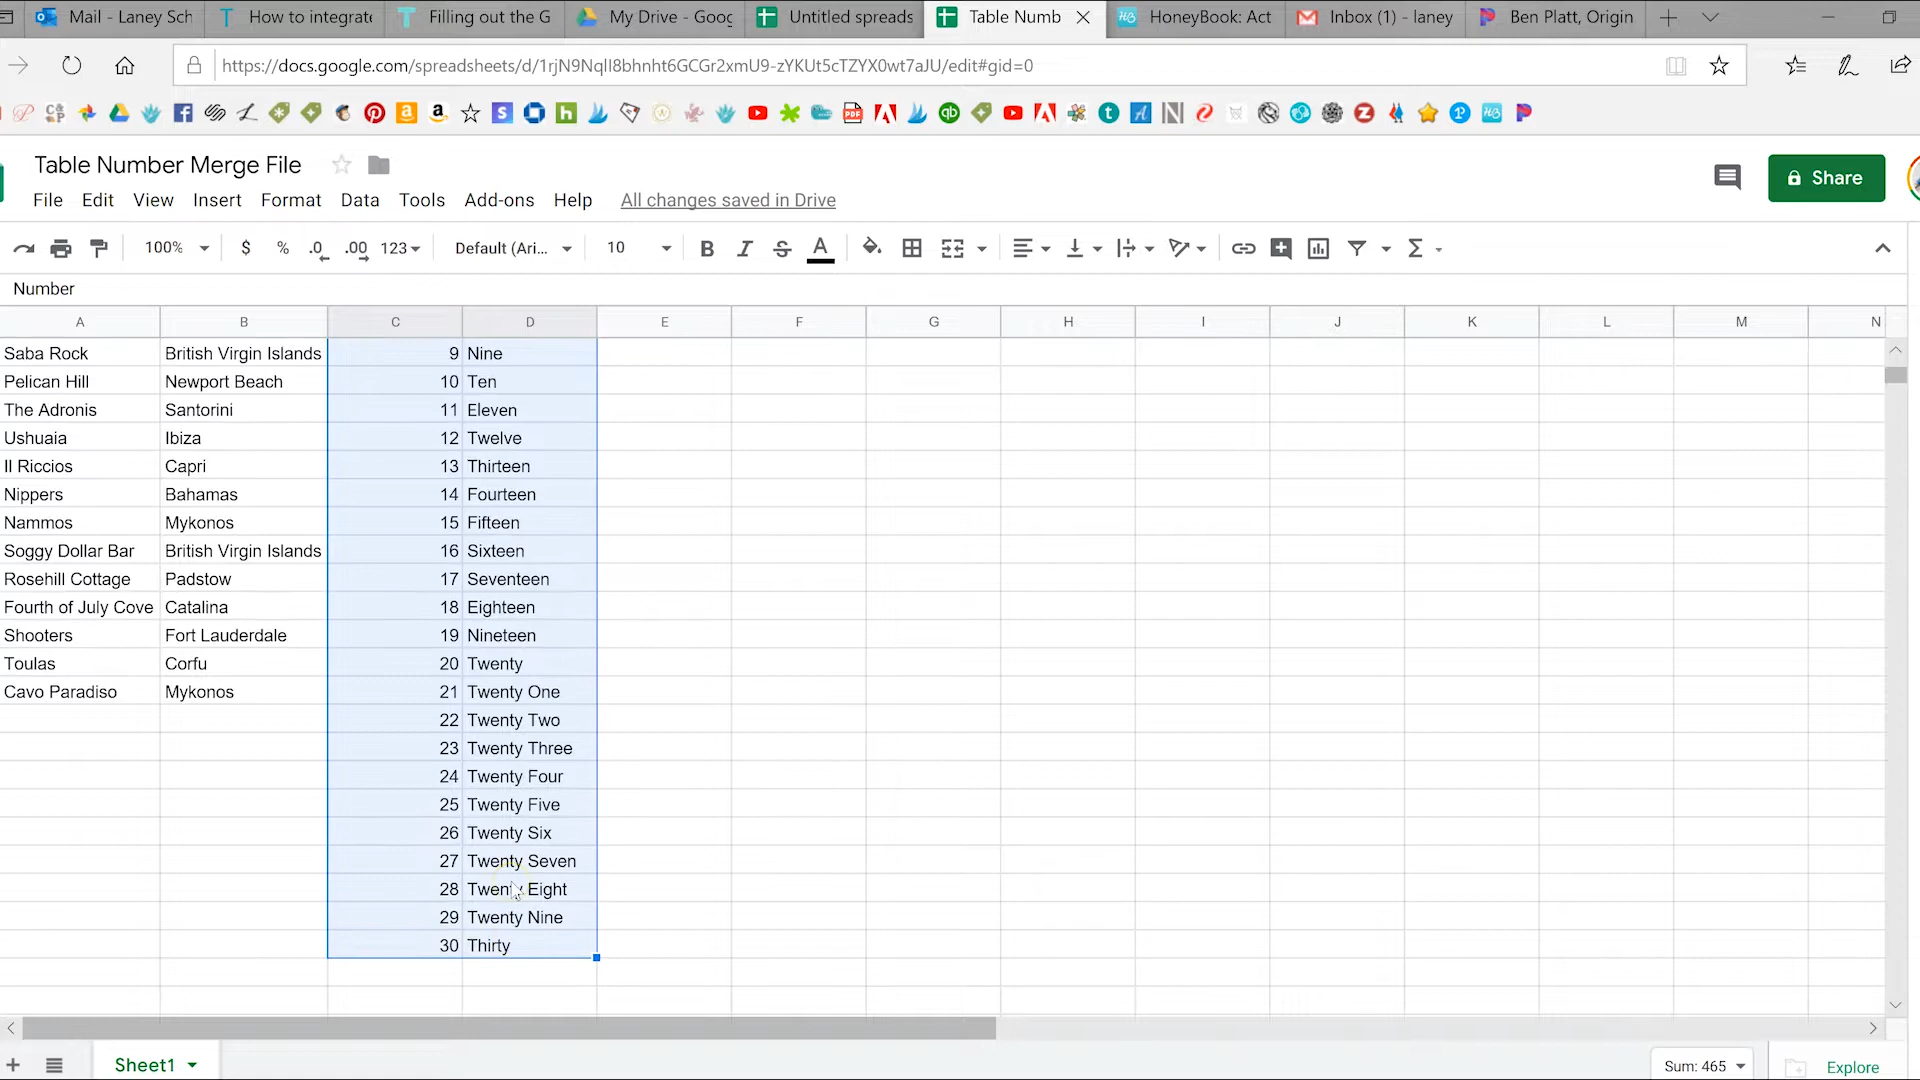 Mail - Laney Sch
How to integrate
Filling out the G
My Drive - Goog
Untitled spreads
Table Numb
HoneyBook: Act
Inbox (1) - laney
Ben Platt, Origin
https://docs.google.com/spreadsheets/d/1rjN9NqlI8bhnht6GCGr2xmU9-zYKUt5cTZYX0wt7aJU/edit#gid=0
Table Number Merge File
Share
File Edit View Insert Format Data Tools Add-ons Help All changes saved in Drive
100% $ % .0 .00 123 Default (Ari... 10 B I S A
Number
A B C D E F G H I J K L M N
Saba Rock British Virgin Islands 9 Nine
Pelican Hill Newport Beach 10 Ten
The Adronis Santorini 11 Eleven
Ushuaia Ibiza 12 Twelve
Il Riccios Capri 13 Thirteen
Nippers Bahamas 14 Fourteen
Nammos Mykonos 15 Fifteen
Soggy Dollar Bar British Virgin Islands 16 Sixteen
Rosehill Cottage Padstow 17 Seventeen
Fourth of July Cove Catalina 18 Eighteen
Shooters Fort Lauderdale 19 Nineteen
Toulas Corfu 20 Twenty
Cavo Paradiso Mykonos 21 Twenty One
22 Twenty Two
23 Twenty Three
24 Twenty Four
25 Twenty Five
26 Twenty Six
27 Twenty Seven
28 Twenty Eight
29 Twenty Nine
30 Thirty
Sheet1
Sum: 465
Explore